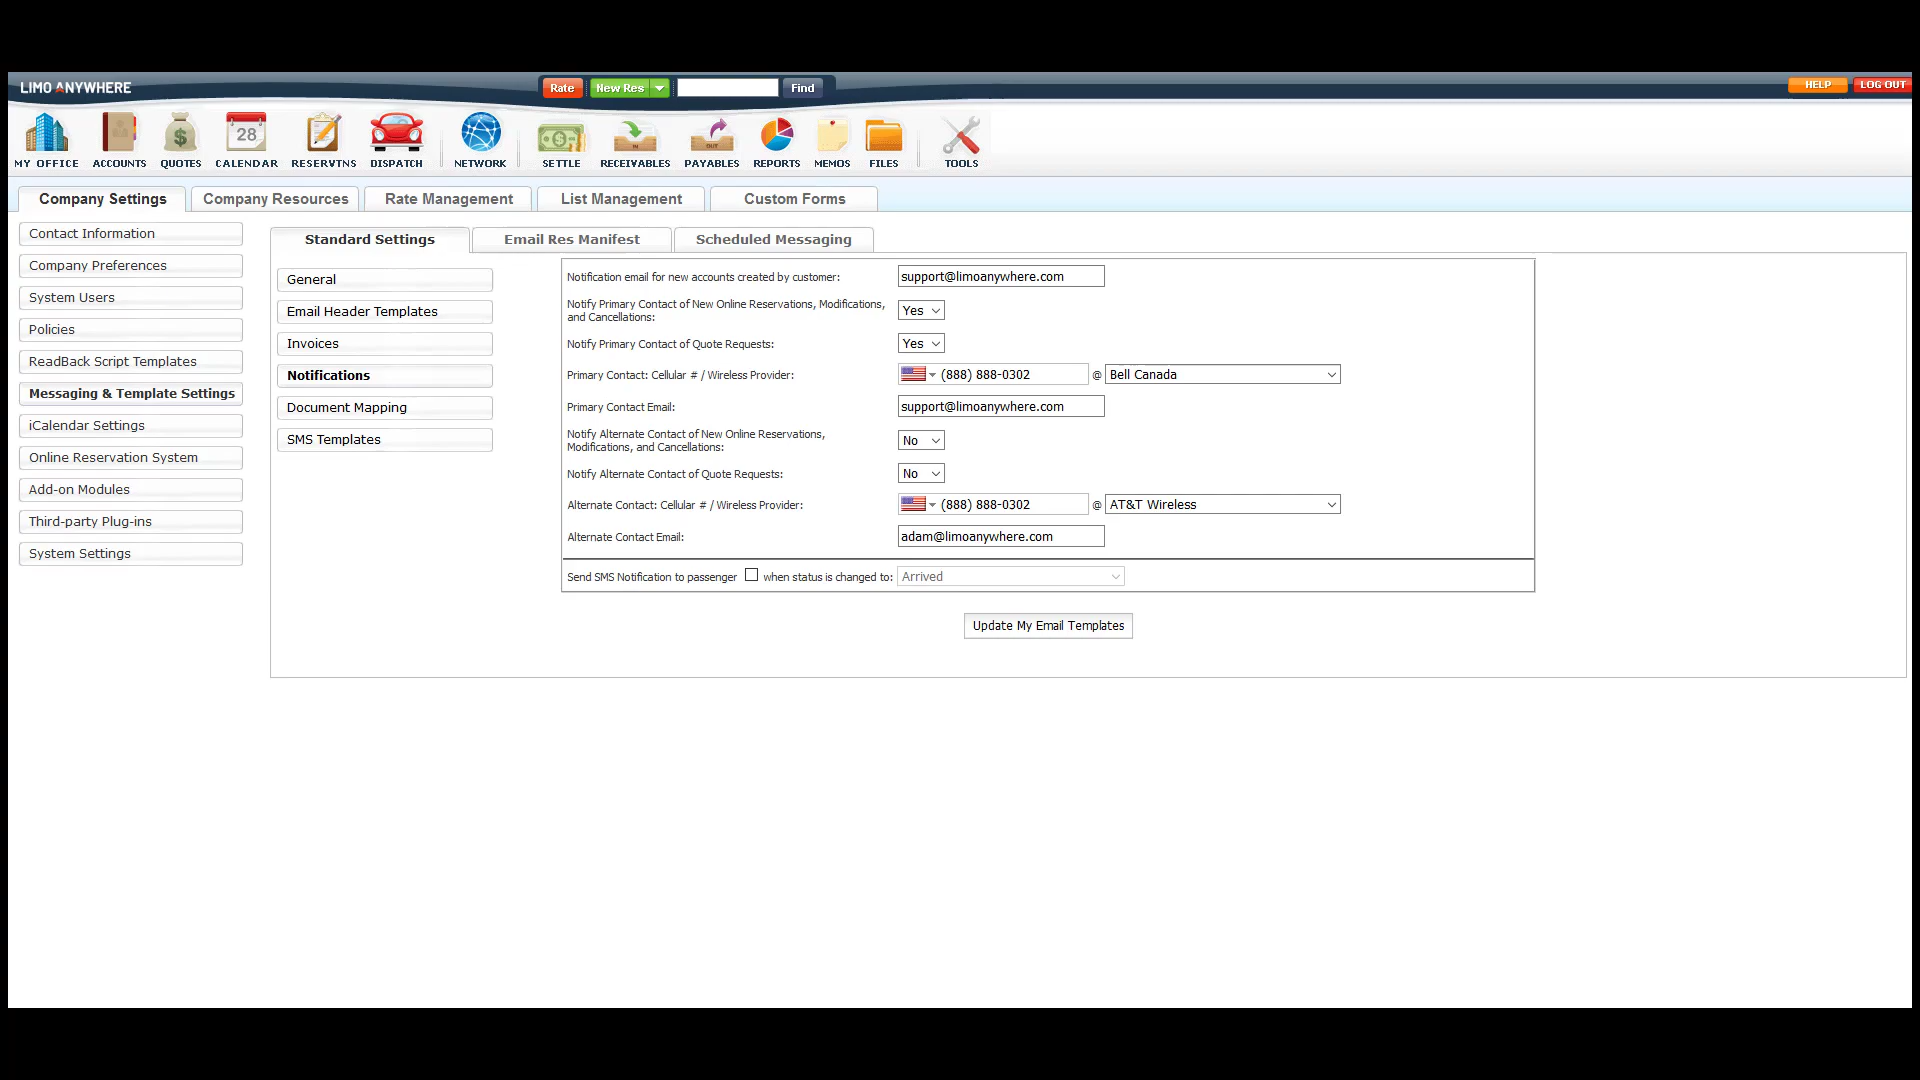 LIMO ANYWHERE
Rate
New Res
Find
HELP
LOG OUT
MY OFFICE
ACCOUNTS
QUOTES
28
CALENDAR
RESERVTNS
DISPATCH
NETWORK
SETTLE
IN
RECEIVABLES
OUT
PAYABLES
REPORTS
MEMOS
FILES
TOOLS
Company Settings
Company Resources
Rate Management
List Management
Custom Forms
Contact Information
Company Preferences
System Users
Policies
ReadBack Script Templates
Messaging & Template Settings
iCalendar Settings
Online Reservation System
Add-on Modules
Third-party Plug-ins
System Settings
Standard Settings
Email Res Manifest
Scheduled Messaging
General
Email Header Templates
Invoices
Notifications
Document Mapping
SMS Templates
Notification email for new accounts created by customer: support@limoanywhere.com
Notify Primary Contact of New Online Reservations, Modifications,
and Cancellations: Yes
Notify Primary Contact of Quote Requests: Yes
Primary Contact: Cellular # / Wireless Provider: (888) 888-0302 @ Bell Canada
Primary Contact Email: support@limoanywhere.com
Notify Alternate Contact of New Online Reservations,
Modifications, and Cancellations: No
Notify Alternate Contact of Quote Requests: No
Alternate Contact: Cellular # / Wireless Provider: (888) 888-0302 @ AT&T Wireless
Alternate Contact Email: adam@limoanywhere.com
Send SMS Notification to passenger when status is changed to: Arrived
Update My Email Templates